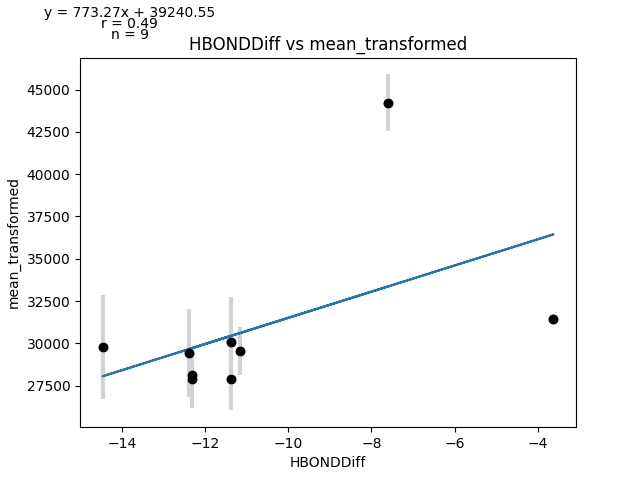 y = 773.27x + 39240.55
r = 0.49
n = 9
HBONDDiff vs mean_transformed
45000
42500
40000
37500
35000
32500
30000
27500
mean_transformed
−14
−12
−10
−8
−6
−4
HBONDDiff